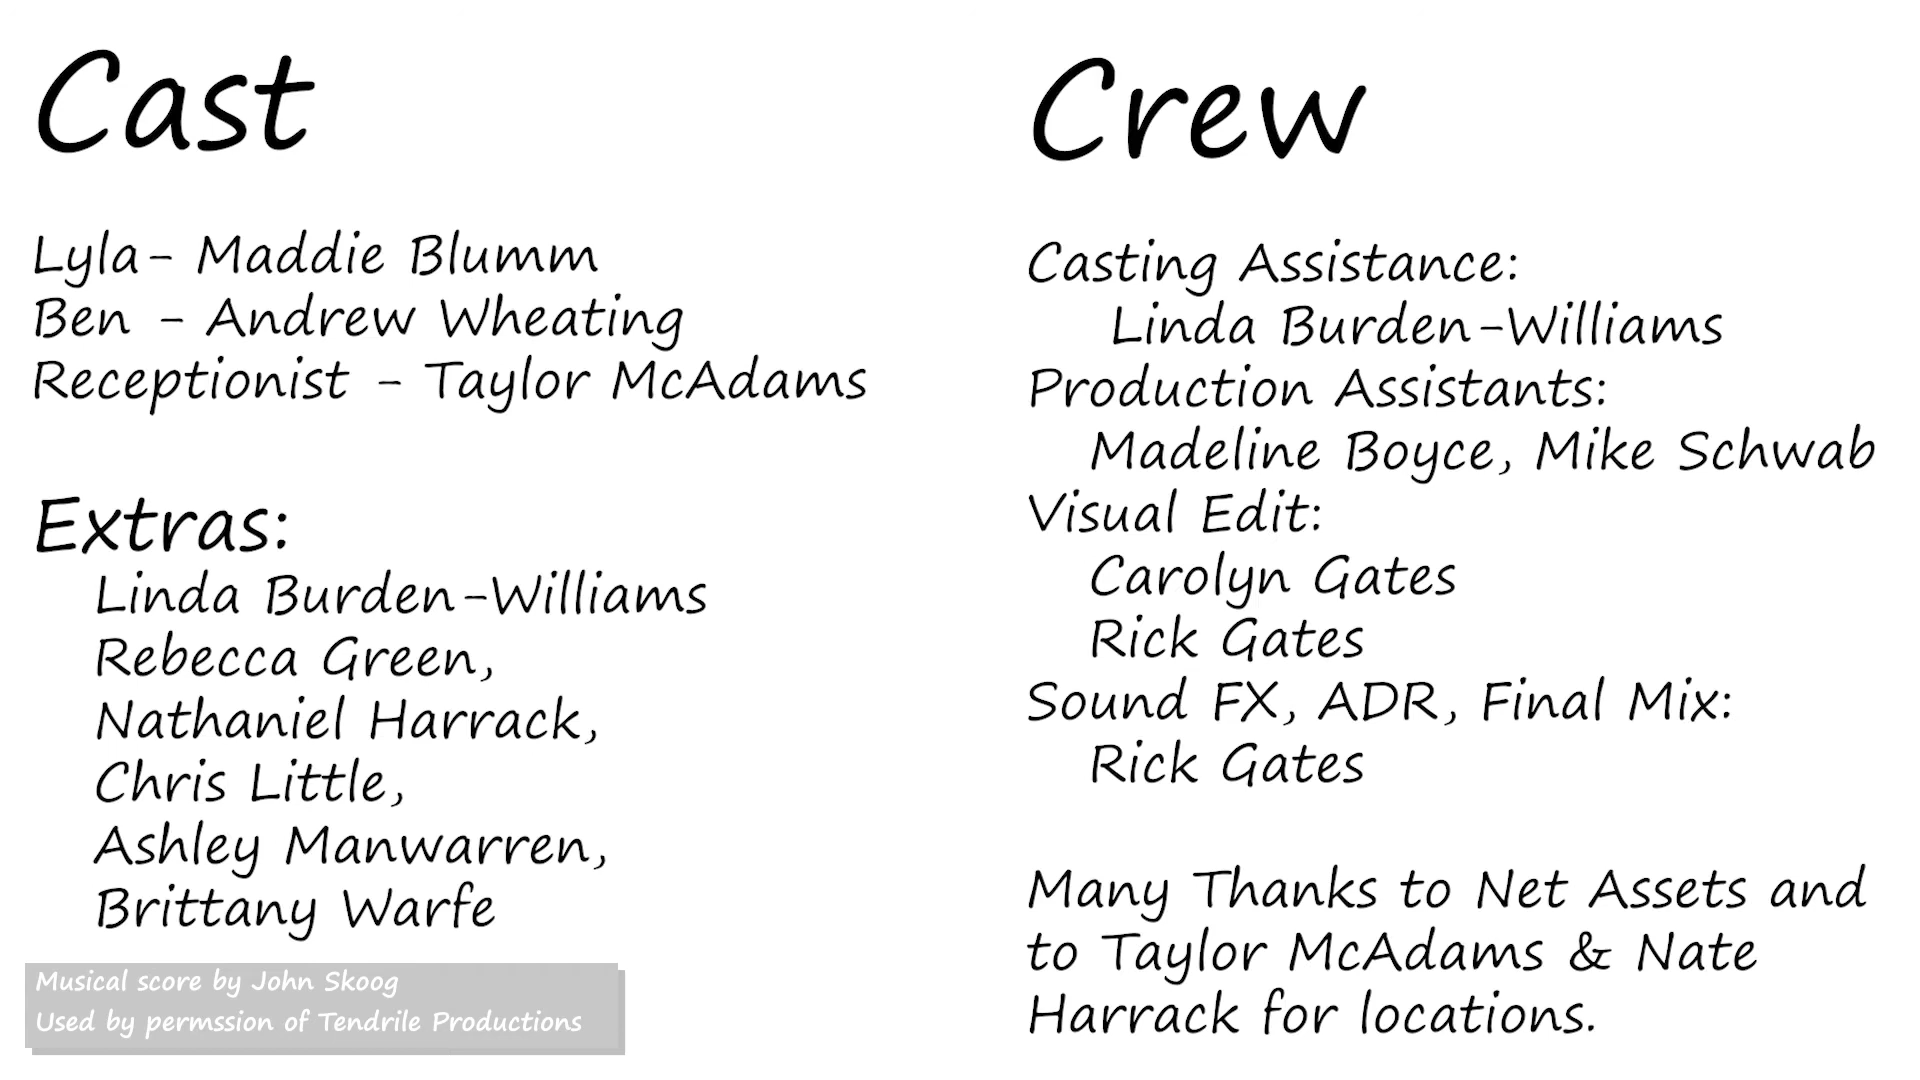 Cast
Lyla- Maddie Blumm
Ben - Andrew Wheating
Receptionist - Taylor McAdams
Extras:
Linda Burden-Williams
Rebecca Green,
Nathaniel Harrack,
Chris Little,
Ashley Manwarren,
Brittany Warfe
Musical score by John Skoog
Used by permssion of Tendrile Productions
Crew
Casting Assistance:
Linda Burden-Williams
Production Assistants:
Madeline Boyce, Mike Schwab
Visual Edit:
Carolyn Gates
Rick Gates
Sound FX, ADR, Final Mix:
Rick Gates
Many Thanks to Net Assets and
to Taylor McAdams & Nate
Harrack for locations.